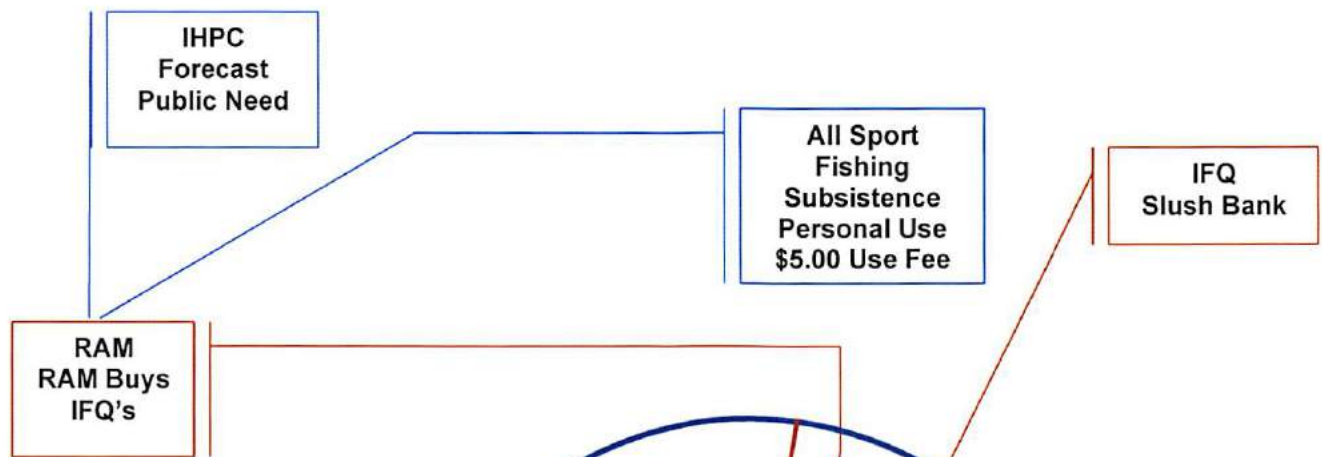 IHPC
Forecast
Public Need
All Sport
Fishing
Subsistence
Personal Use
$5.00 Use Fee
IFQ
Slush Bank
RAM
RAM Buys
IFQ's